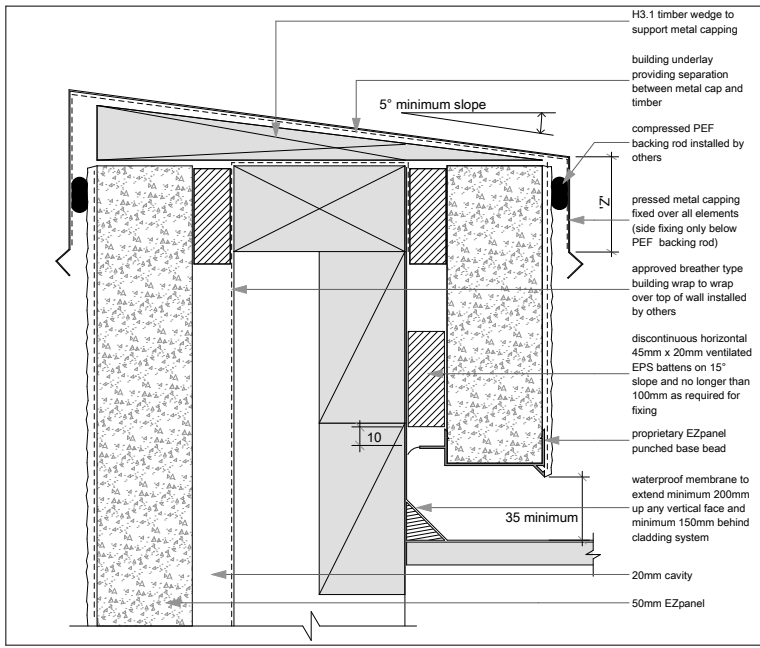 H3.1 timber wedge to
support metal capping
building underlay
providing separation
between metal cap and
timber
5° minimum slope
compressed PEF
backing rod installed by
others
'Z'
pressed metal capping
fixed over all elements
(side fixing only below
PEF backing rod)
approved breather type
building wrap to wrap
over top of wall installed
by others
discontinuous horizontal
45mm x 20mm ventilated
EPS battens on 15°
slope and no longer than
100mm as required for
fixing
10
proprietary EZpanel
punched base bead
waterproof membrane to
extend minimum 200mm
up any vertical face and
minimum 150mm behind
cladding system
35 minimum
20mm cavity
50mm EZpanel